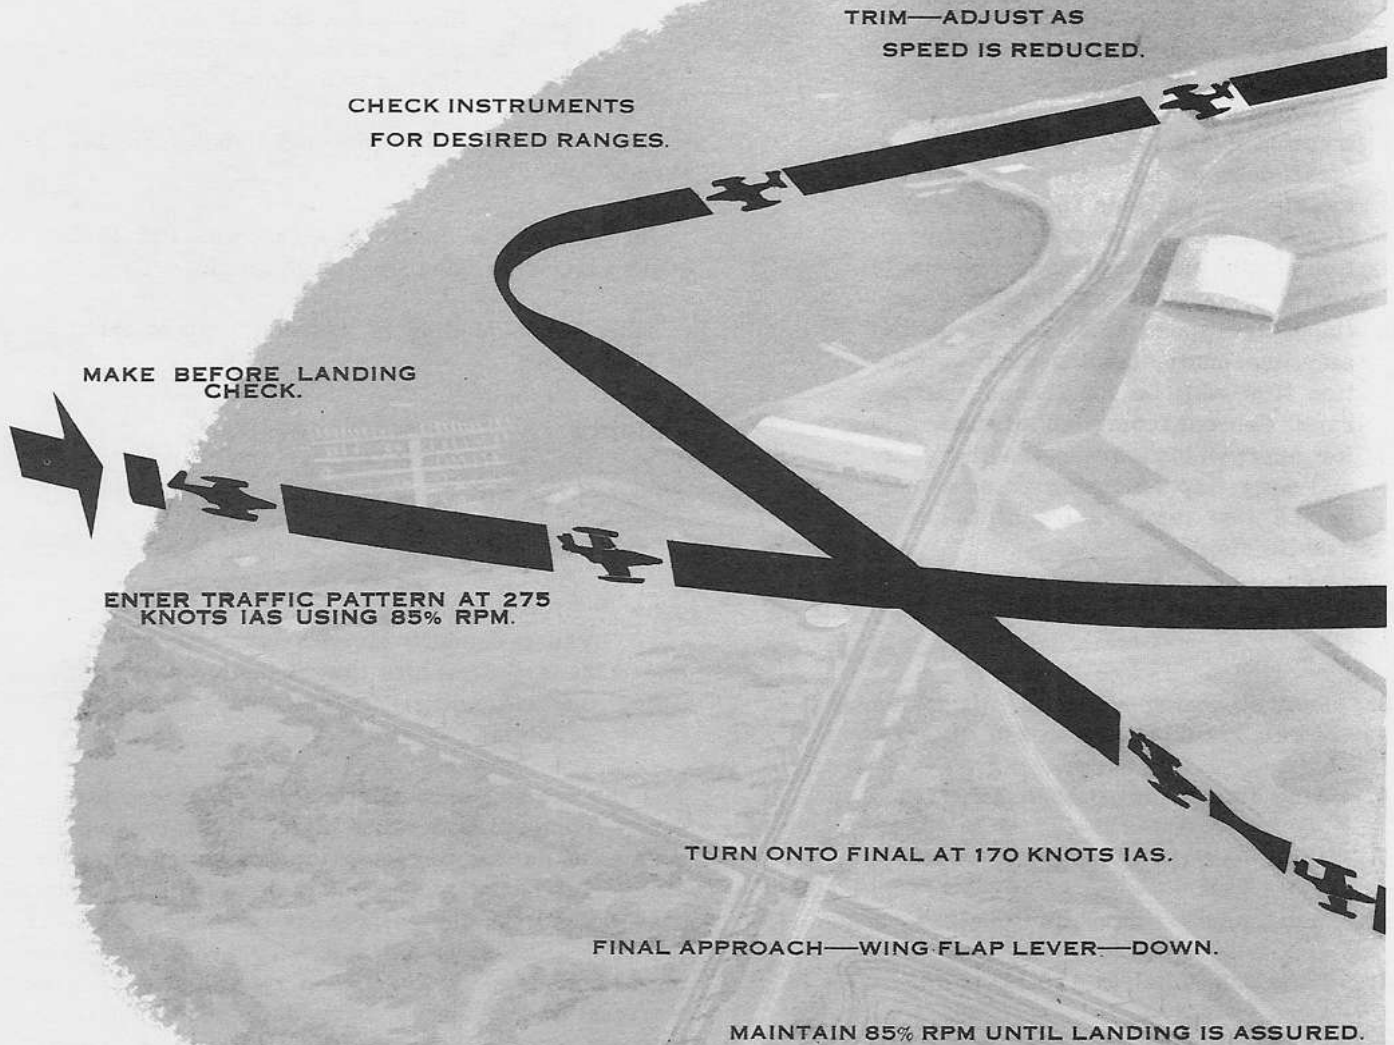 TRIM—ADJUST AS
SPEED IS REDUCED.
CHECK INSTRUMENTS
FOR DESIRED RANGES.
MAKE BEFORE LANDING
CHECK.
ENTER TRAFFIC PATTERN AT 275
KNOTS IAS USING 85% RPM.
TURN ONTO FINAL AT 170 KNOTS IAS.
FINAL APPROACH—WING FLAP LEVER—DOWN.
MAINTAIN 85% RPM UNTIL LANDING IS ASSURED.